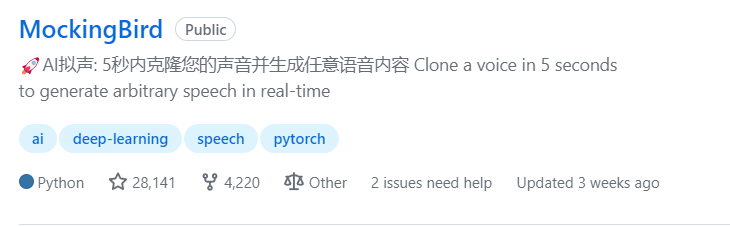 MockingBird Public
🚀AI拟声: 5秒内克隆您的声音并生成任意语音内容 Clone a voice in 5 seconds
to generate arbitrary speech in real-time
ai deep-learning speech pytorch
Python 28,141 4,220 Other 2 issues need help Updated 3 weeks ago